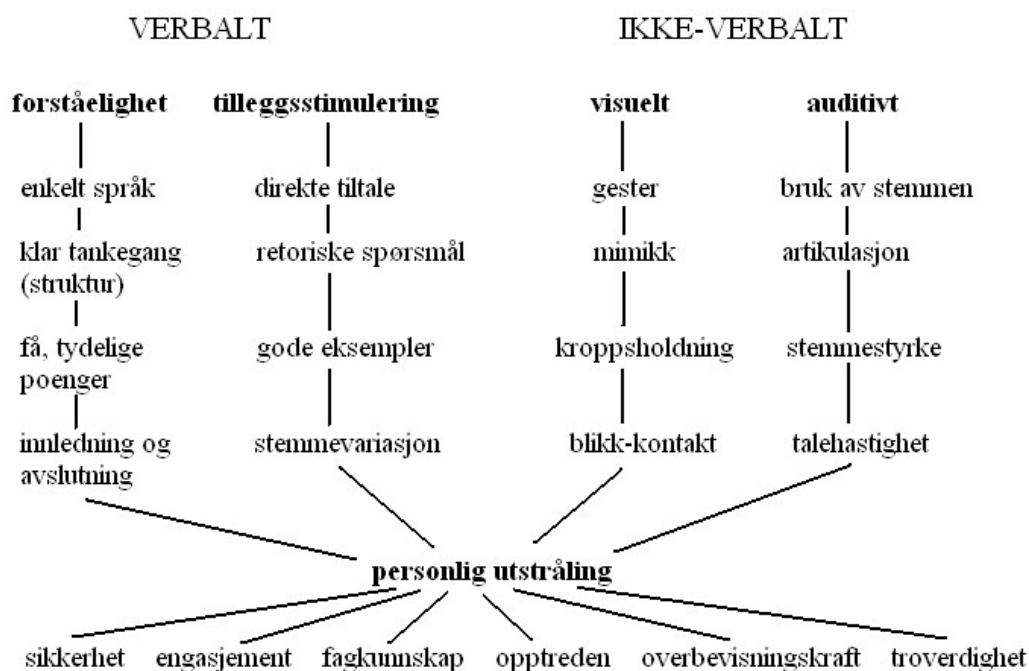 VERBALT IKKE-VERBALT
forståelighet tilleggsstimulering visuelt auditivt
enkelt språk direkte tiltale gester bruk av stemmen
klar tankegang retoriske spørsmål mimikk artikulasjon
(struktur)
få, tydelige gode eksempler kroppsholdning stemmestyrke
poenger
innledning og stemmevariasjon blikk-kontakt talehastighet
avslutning
personlig utstråling
sikkerhet engasjement fagkunnskap opptreden overbevisningskraft troverdighet